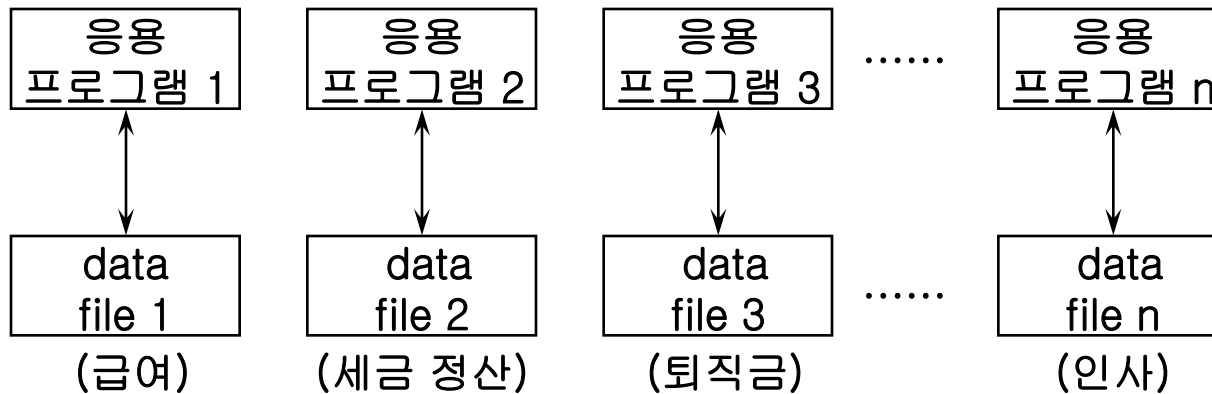 응용 응용 응용 응용
프로그램 1 프로그램 2 프로그램 3 ...... 프로그램 n
data data data data
file 1 file 2 file 3 ...... file n
(급여) (세금 정산) (퇴직금) (인사)